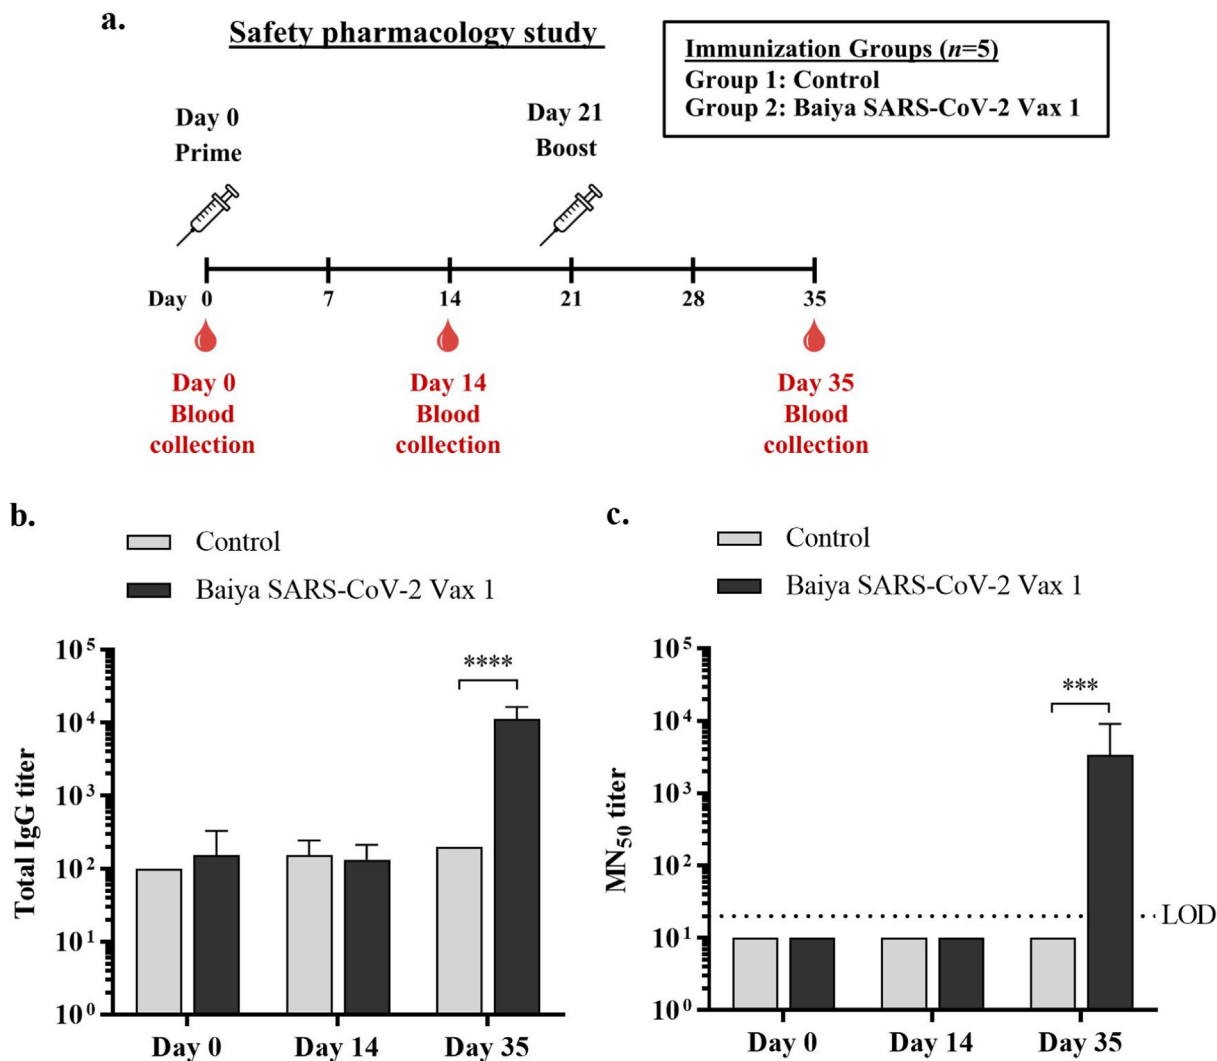 a.
Safety pharmacology study
Immunization Groups (n=5)
Group 1: Control
Group 2: Baiya SARS-CoV-2 Vax 1
Day 0
Prime
Day 21
Boost
Day 0 7 14 21 28 35
Day 0
Blood
collection
Day 14
Blood
collection
Day 35
Blood
collection
b.
Control
Baiya SARS-CoV-2 Vax 1
Total IgG titer
10⁵
10⁴
10³
10²
10¹
10⁰
****
Day 0 Day 14 Day 35
c.
Control
Baiya SARS-CoV-2 Vax 1
MN₅₀ titer
10⁵
10⁴
10³
10²
10¹
10⁰
***
LOD
Day 0 Day 14 Day 35